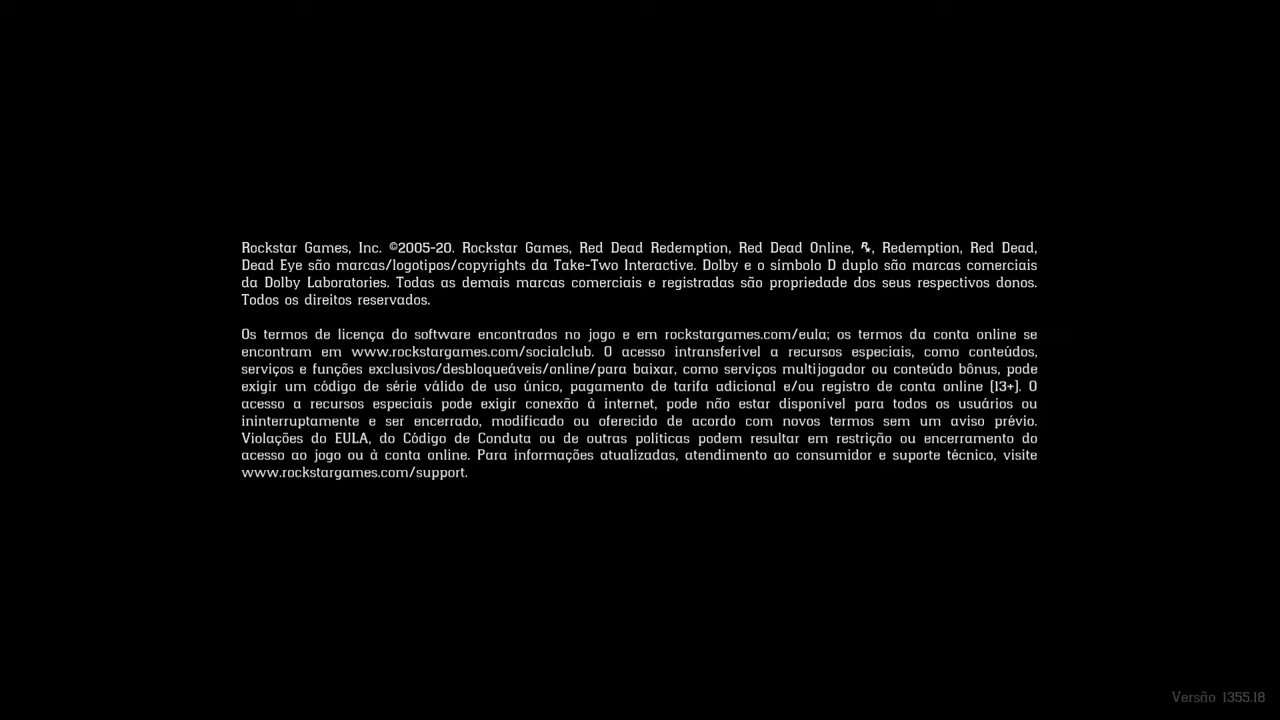 Rockstar Games, Inc. ©2005-20. Rockstar Games, Red Dead Redemption, Red Dead Online, R*, Redemption, Red Dead,
Dead Eye são marcas/logotipos/copyrights da Take-Two Interactive. Dolby e o símbolo D duplo são marcas comerciais
da Dolby Laboratories. Todas as demais marcas comerciais e registradas são propriedade dos seus respectivos donos.
Todos os direitos reservados.
Os termos de licença do software encontrados no jogo e em rockstargames.com/eula; os termos da conta online se
encontram em www.rockstargames.com/socialclub. O acesso intransferível a recursos especiais, como conteúdos,
serviços e funções exclusivos/desbloqueáveis/online/para baixar, como serviços multijogador ou conteúdo bônus, pode
exigir um código de série válido de uso único, pagamento de tarifa adicional e/ou registro de conta online (13+). O
acesso a recursos especiais pode exigir conexão à internet, pode não estar disponível para todos os usuários ou
ininterruptamente e ser encerrado, modificado ou oferecido de acordo com novos termos sem um aviso prévio.
Violações do EULA, do Código de Conduta ou de outras políticas podem resultar em restrição ou encerramento do
acesso ao jogo ou à conta online. Para informações atualizadas, atendimento ao consumidor e suporte técnico, visite
www.rockstargames.com/support.
Versão 1355.18